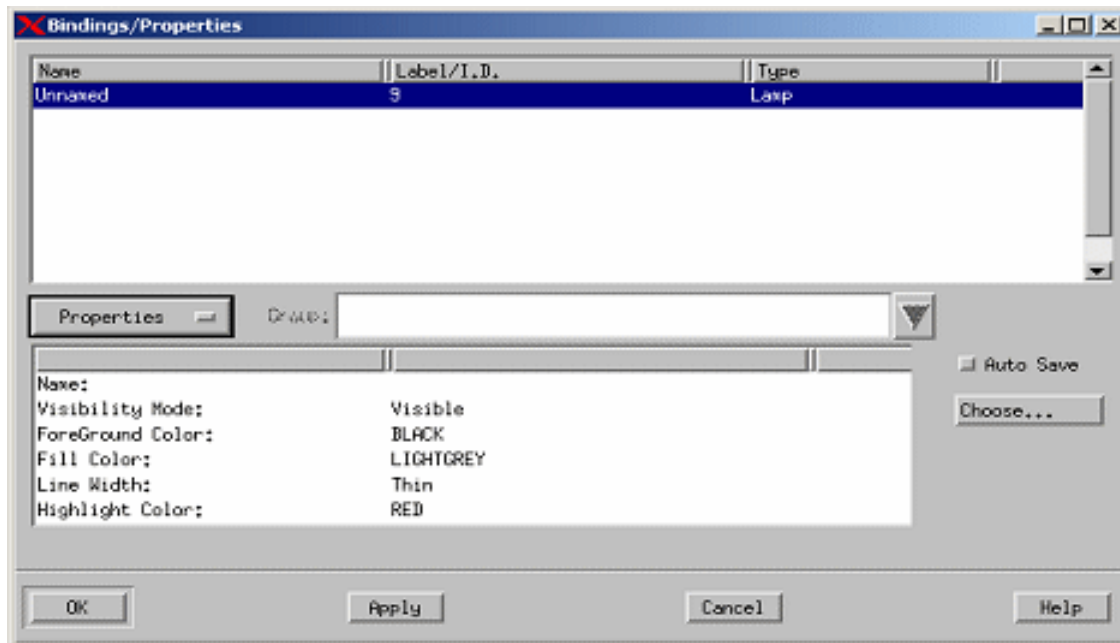 Bindings/Properties
Name Label/I.D. Type
Unnamed 9 Lamp
Properties Group:
Name:
Auto Save
Visibility Mode: Visible
Choose...
ForeGround Color: BLACK
Fill Color: LIGHTGREY
Line Width: Thin
Highlight Color: RED
OK Apply Cancel Help